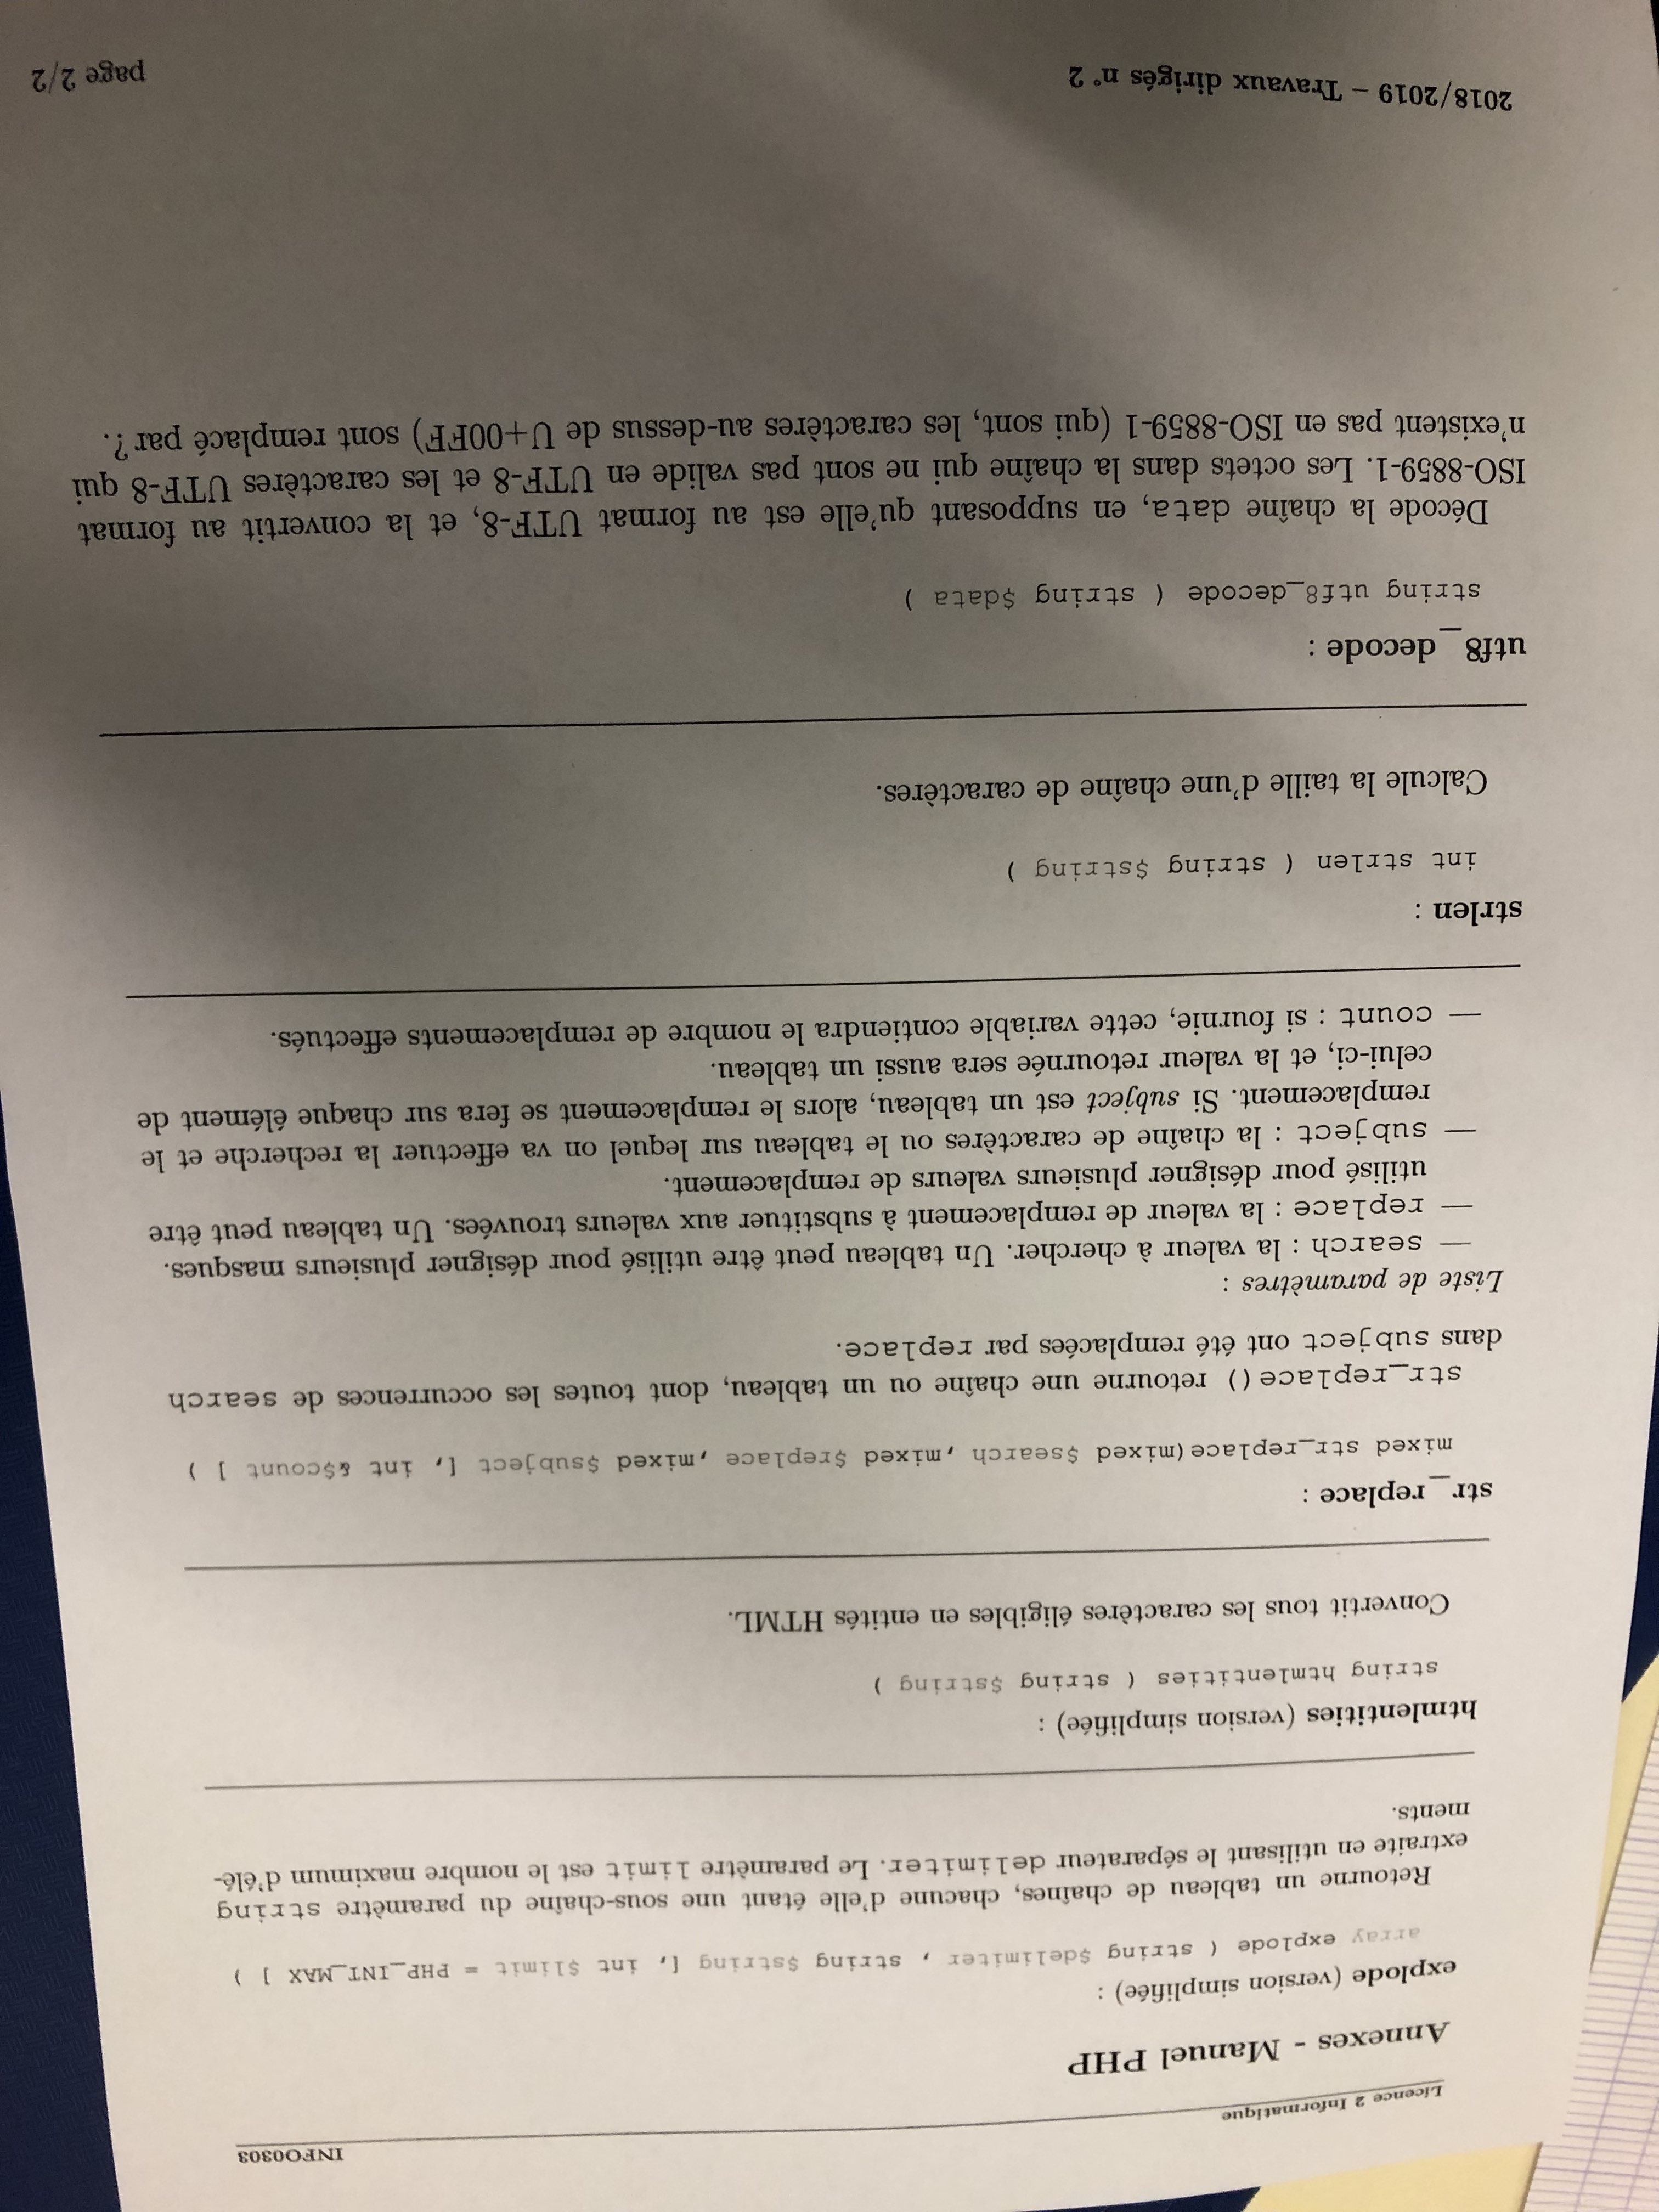 Licence 2 Informatique
INFO0303
Annexes - Manuel PHP
explode (version simplifiée) :
array explode ( string $delimiter , string $string [, int $limit = PHP_INT_MAX ] )
Retourne un tableau de chaînes, chacune d'elle étant une sous-chaîne du paramètre string
extraite en utilisant le séparateur delimiter. Le paramètre limit est le nombre maximum d'élé-
ments.
htmlentities (version simplifiée) :
string htmlentities ( string $string )
Convertit tous les caractères éligibles en entités HTML.
str_replace :
mixed str_replace(mixed $search ,mixed $replace ,mixed $subject [, int &$count ] )
str_replace() retourne une chaîne ou un tableau, dont toutes les occurrences de search
dans subject ont été remplacées par replace.
Liste de paramètres :
— search : la valeur à chercher. Un tableau peut être utilisé pour désigner plusieurs masques.
— replace : la valeur de remplacement à substituer aux valeurs trouvées. Un tableau peut être
utilisé pour désigner plusieurs valeurs de remplacement.
— subject : la chaîne de caractères ou le tableau sur lequel on va effectuer la recherche et le
remplacement. Si subject est un tableau, alors le remplacement se fera sur chaque élément de
celui-ci, et la valeur retournée sera aussi un tableau.
— count : si fournie, cette variable contiendra le nombre de remplacements effectués.
strlen :
int strlen ( string $string )
Calcule la taille d'une chaîne de caractères.
utf8_decode :
string utf8_decode ( string $data )
Décode la chaîne data, en supposant qu'elle est au format UTF-8, et la convertit au format
ISO-8859-1. Les octets dans la chaîne qui ne sont pas valide en UTF-8 et les caractères UTF-8 qui
n'existent pas en ISO-8859-1 (qui sont, les caractères au-dessus de U+00FF) sont remplacé par ?.
2018/2019 – Travaux dirigés n° 2
page 2/2